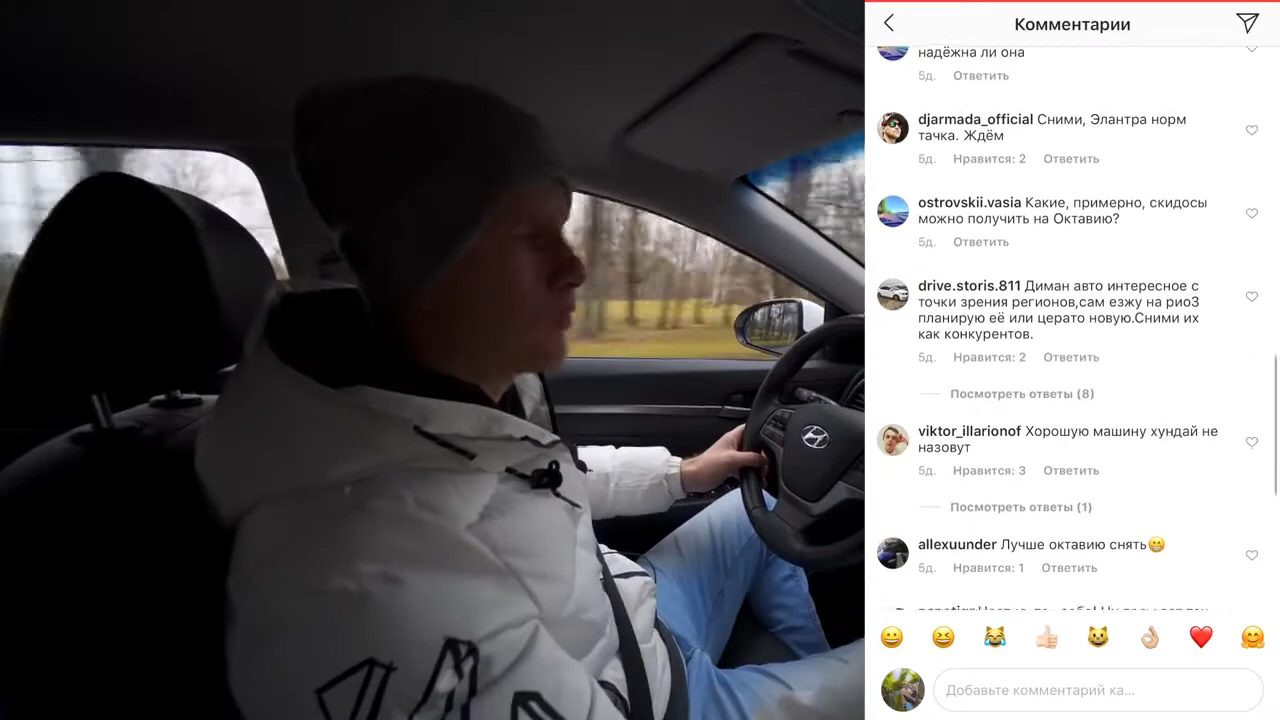 Комментарии
надёжна ли она
5д. Ответить
djarmada_official Сними, Элантра норм
тачка. Ждём
5д. Нравится: 2 Ответить
ostrovskii.vasia Какие, примерно, скидосы
можно получить на Октавию?
5д. Ответить
drive.storis.811 Диман авто интересное с
точки зрения регионов,сам езжу на рио3
планирую её или церато новую.Сними их
как конкурентов.
5д. Нравится: 2 Ответить
Посмотреть ответы (8)
viktor_illarionof Хорошую машину хундай не
назовут
5д. Нравится: 3 Ответить
Посмотреть ответы (1)
allexuunder Лучше октавию снять😁
5д. Нравится: 1 Ответить
Добавьте комментарий ка...